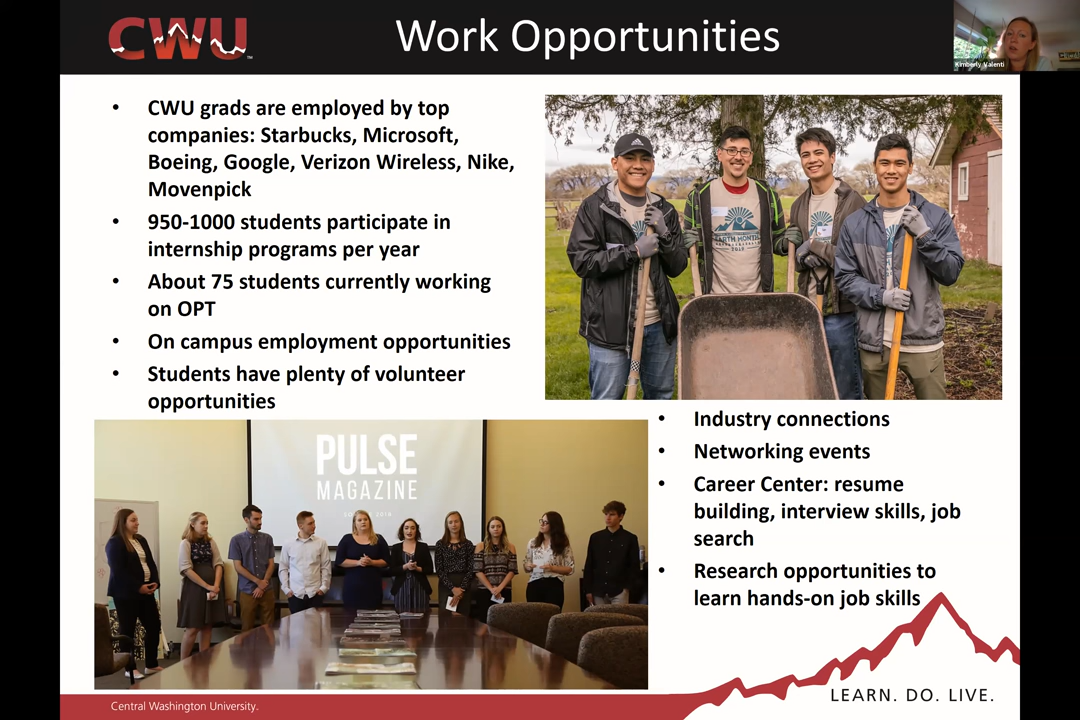 CWU
Work Opportunities
Kimberly Valenti
• CWU grads are employed by top
companies: Starbucks, Microsoft,
Boeing, Google, Verizon Wireless, Nike,
Movenpick
• 950-1000 students participate in
internship programs per year
• About 75 students currently working
on OPT
• On campus employment opportunities
• Students have plenty of volunteer
opportunities
EARTH MONTH
PULSE
MAGAZINE
• Industry connections
• Networking events
• Career Center: resume
building, interview skills, job
search
• Research opportunities to
learn hands-on job skills
LEARN. DO. LIVE.
Central Washington University.